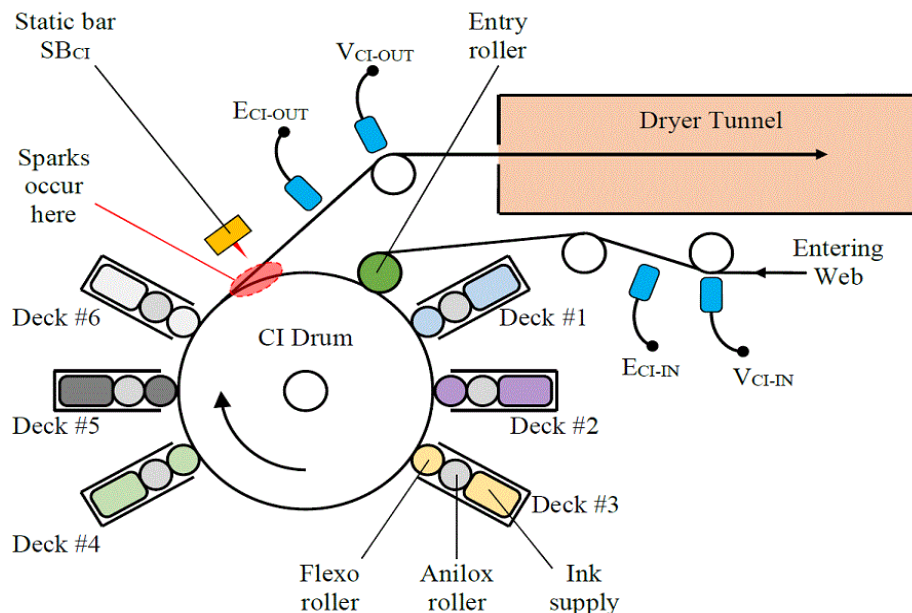 Static bar
SBCI
VCI-OUT
Entry
roller
ECI-OUT
Dryer Tunnel
Sparks
occur
here
Entering
Web
Deck #6
Deck #1
CI Drum
ECI-IN
VCI-IN
Deck #5
Deck #2
Deck #4
Deck #3
Flexo
roller
Anilox
roller
Ink
supply